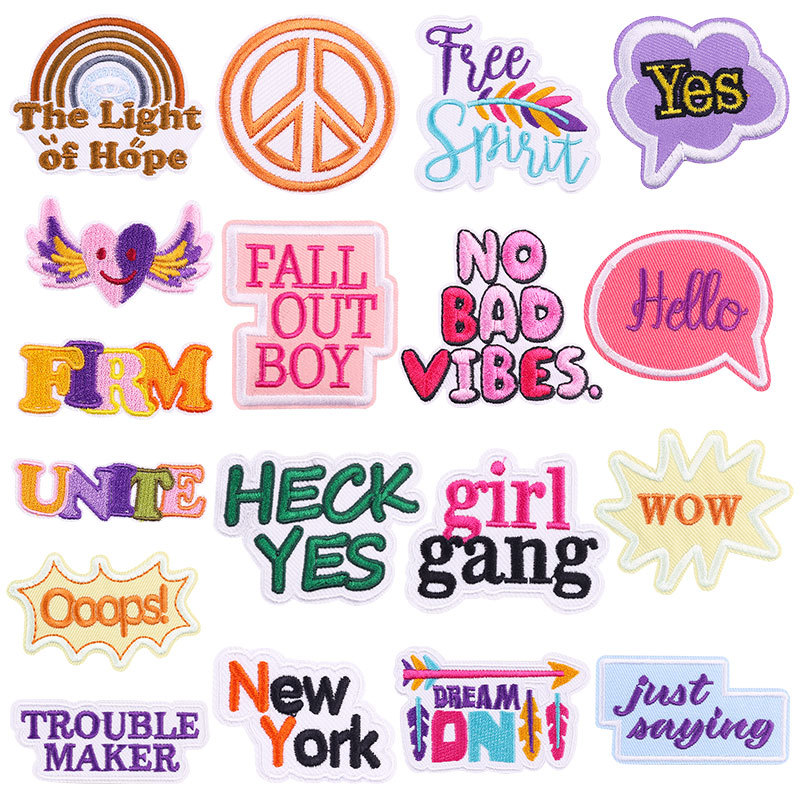 The Light
of Hope
Free
Spirit
Yes
FALL
OUT
BOY
NO
BAD
VIBES.
Hello
FIRM
UNITE
HECK
YES
girl
gang
WOW
Ooops!
TROUBLE
MAKER
New
York
DREAM
ON
just
saying